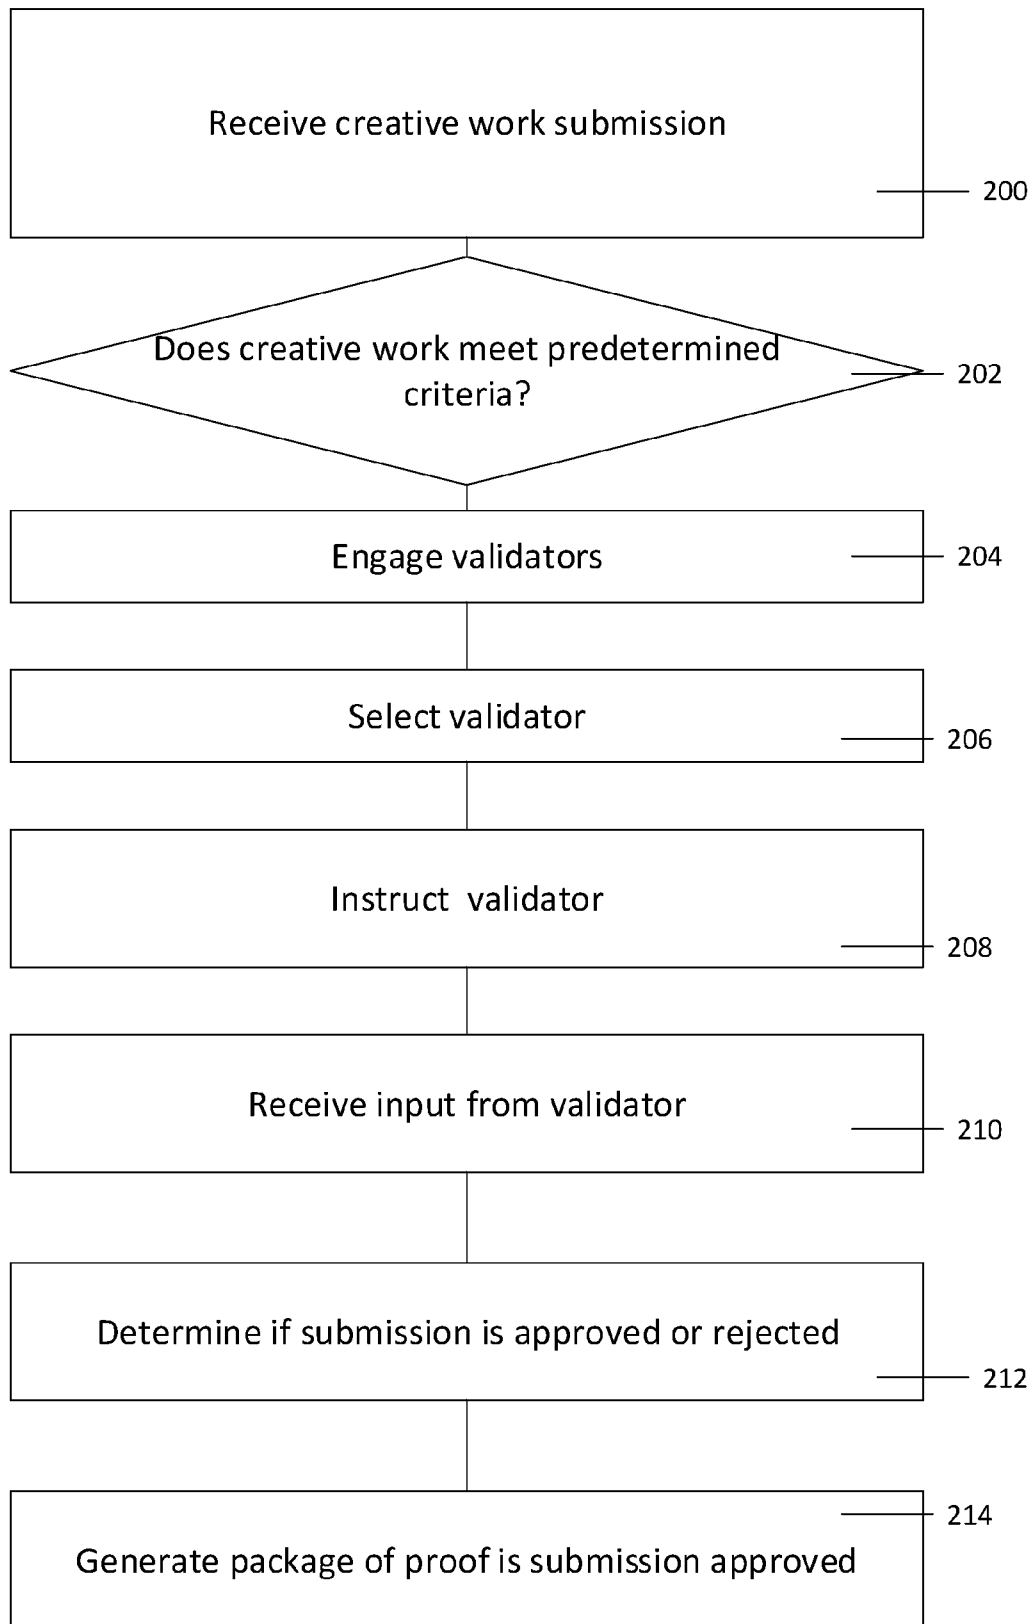 Receive creative work submission
200
Does creative work meet predetermined
criteria?
202
Engage validators
204
Select validator
206
Instruct  validator
208
Receive input from validator
210
Determine if submission is approved or rejected
212
214
Generate package of proof is submission approved